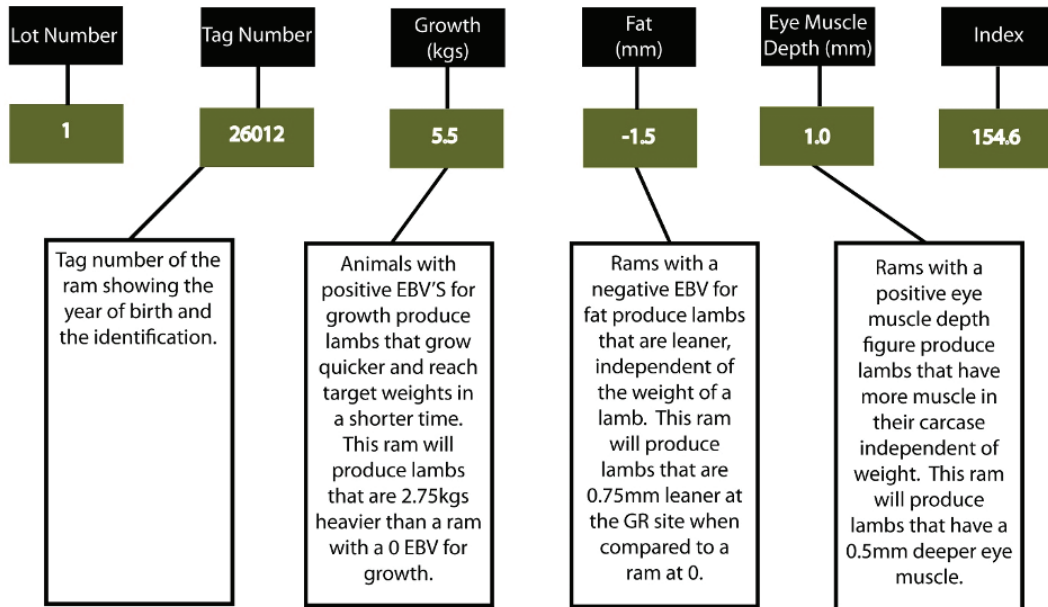 Lot Number
Tag Number
Growth
(kgs)
Fat
(mm)
Eye Muscle
Depth (mm)
Index
1
26012
5.5
-1.5
1.0
154.6
Tag number of the
ram showing the
year of birth and
the identification.
Animals with
positive EBV'S for
growth produce
lambs that grow
quicker and reach
target weights in
a shorter time.
This ram will
produce lambs
that are 2.75kgs
heavier than a ram
with a 0 EBV for
growth.
Rams with a
negative EBV for
fat produce lambs
that are leaner,
independent of
the weight of a
lamb.  This ram
will produce
lambs that are
0.75mm leaner at
the GR site when
compared to a
ram at 0.
Rams with a
positive eye
muscle depth
figure produce
lambs that have
more muscle in
their carcase
independent of
weight.  This ram
will produce
lambs that have a
0.5mm deeper eye
muscle.